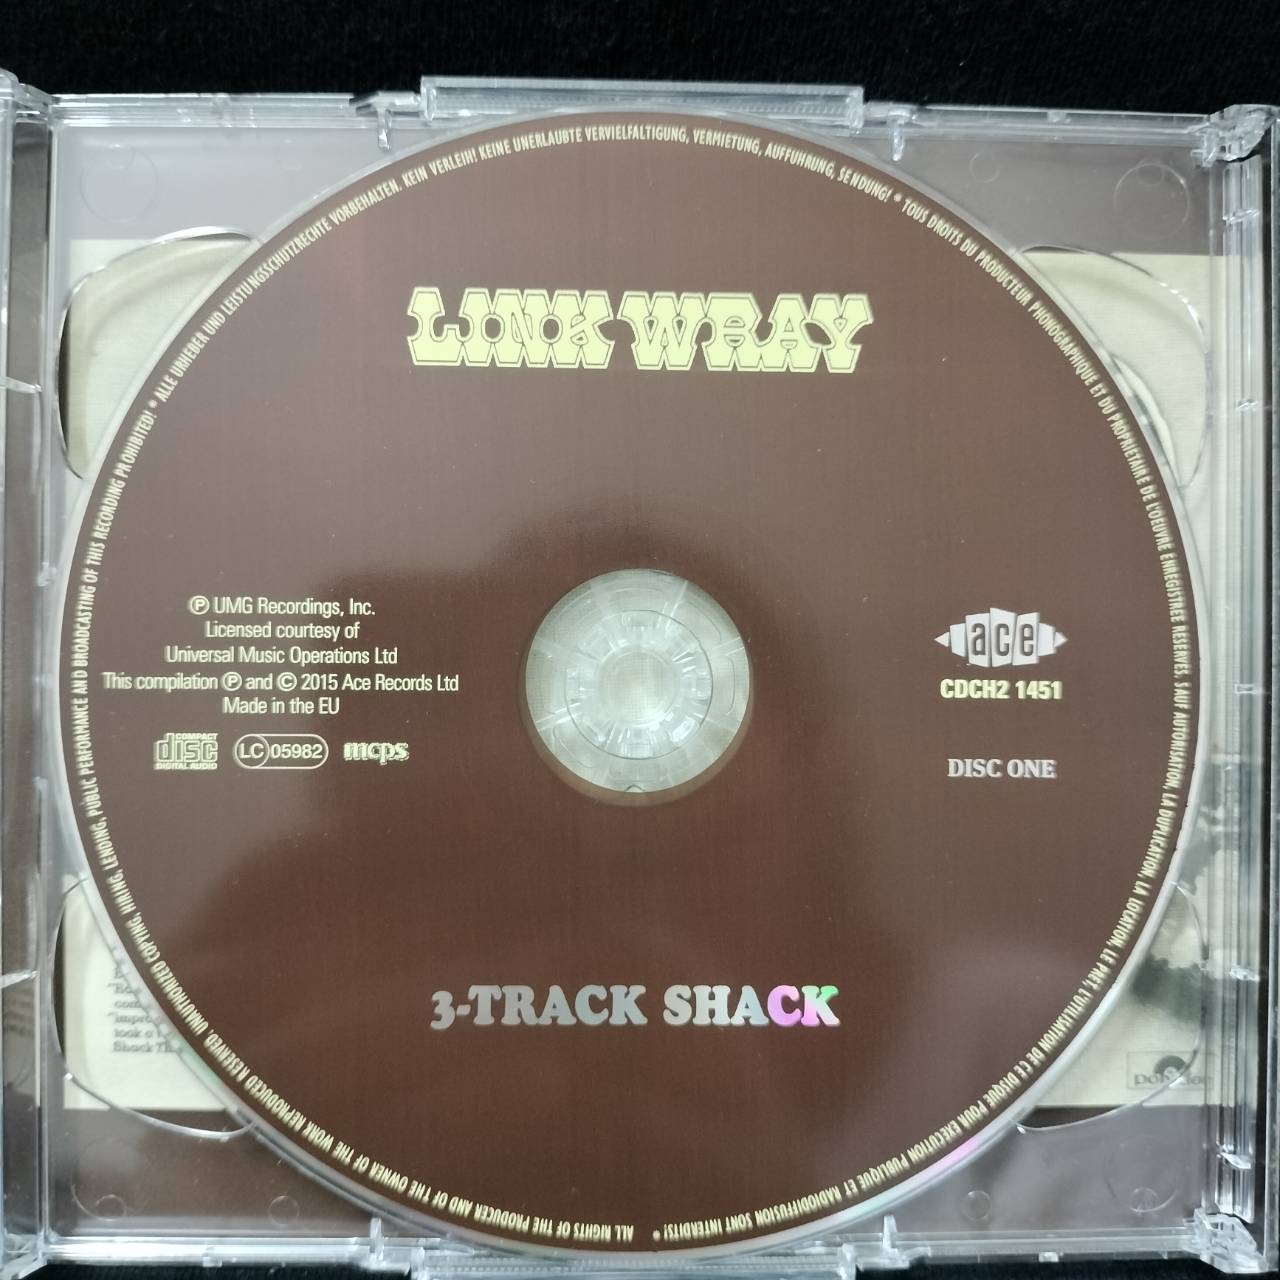 LINK WRAY
℗ UMG Recordings, Inc.
Licensed courtesy of
Universal Music Operations Ltd
This compilation ℗ and © 2015 Ace Records Ltd
Made in the EU
COMPACT
disc
DIGITAL AUDIO
LC 05982
mcps
ace
CDCH2 1451
DISC ONE
3-TRACK SHACK
ALL RIGHTS OF THE PRODUCER AND OF THE OWNER OF THE WORK REPRODUCED RESERVED, UNAUTHORIZED COPYING, HIRING, LENDING, PUBLIC PERFORMANCE AND BROADCASTING OF THIS RECORDING PROHIBITED! * ALLE URHEBER UND LEISTUNGSSCHUTZRECHTE VORBEHALTEN. KEIN VERLEIH! KEINE UNERLAUBTE VERVIELFALTIGUNG, VERMIETUNG, AUFFUHRUNG, SENDUNG! * TOUS DROITS DU PRODUCTEUR PHONOGRAPHIQUE ET DU PROPRIETAIRE DE L'OEUVRE ENREGISTREE RESERVES. SAUF AUTORISATION, LA DUPLICATION, LA LOCATION, LE PRET, L'UTILISATION DE CE DISQUE POUR EXECUTION PUBLIQUE ET RADIODIFFUSION SONT INTERDITS! *
took a
Shack